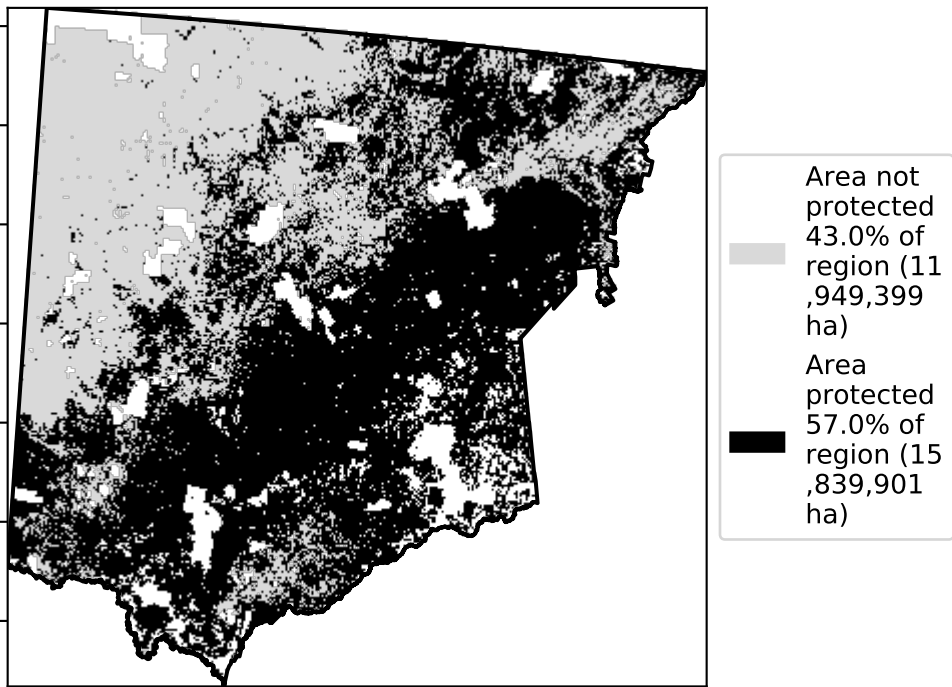 Area not
protected
43.0% of
region (11
,949,399
ha)
Area
protected
57.0% of
region (15
,839,901
ha)